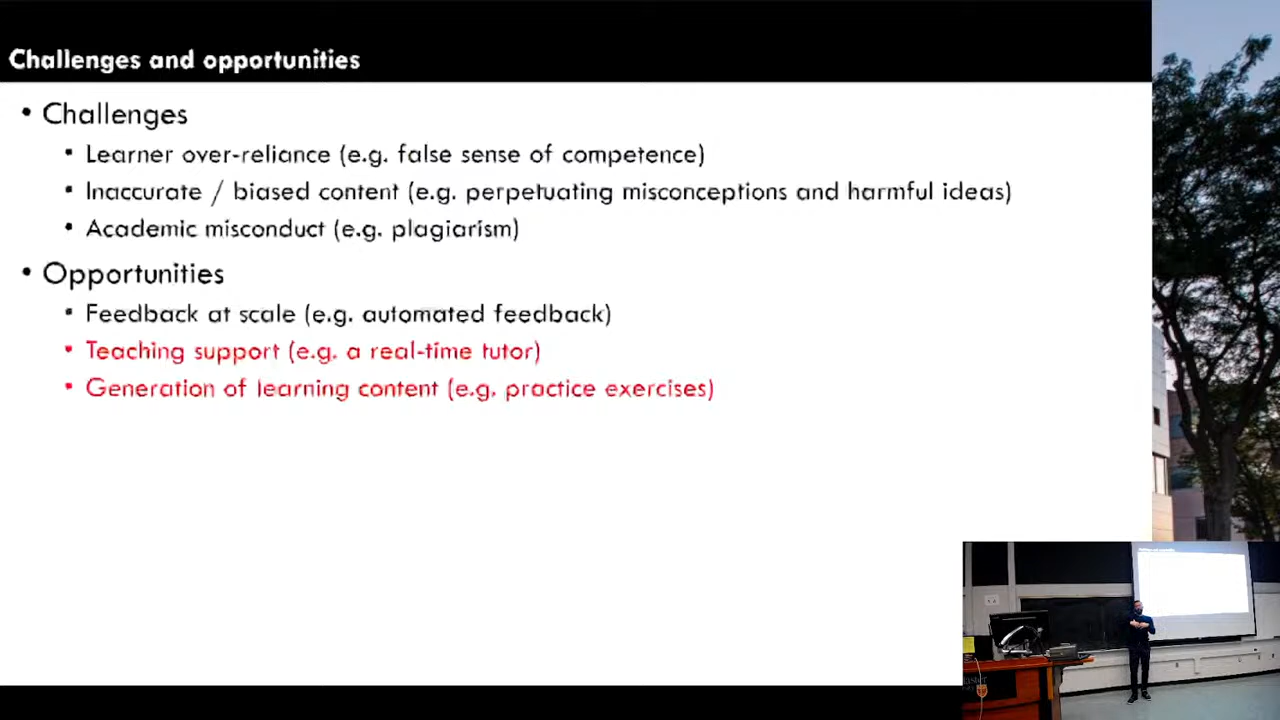 Challenges and opportunities
• Challenges
• Learner over-reliance (e.g. false sense of competence)
• Inaccurate / biased content (e.g. perpetuating misconceptions and harmful ideas)
• Academic misconduct (e.g. plagiarism)
• Opportunities
• Feedback at scale (e.g. automated feedback)
• Teaching support (e.g. a real-time tutor)
• Generation of learning content (e.g. practice exercises)